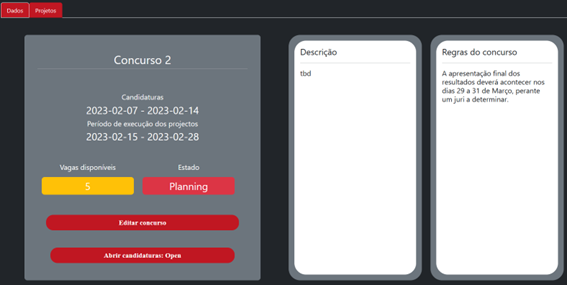 Dados Projetos
Concurso 2
Candidaturas
2023-02-07 - 2023-02-14
Período de execução dos projectos
2023-02-15 - 2023-02-28
Vagas disponíveis Estado
5 Planning
Editar concurso
Abrir candidaturas: Open
Descrição
tbd
Regras do concurso
A apresentação final dos
resultados deverá acontecer nos
dias 29 a 31 de Março, perante
um juri a determinar.